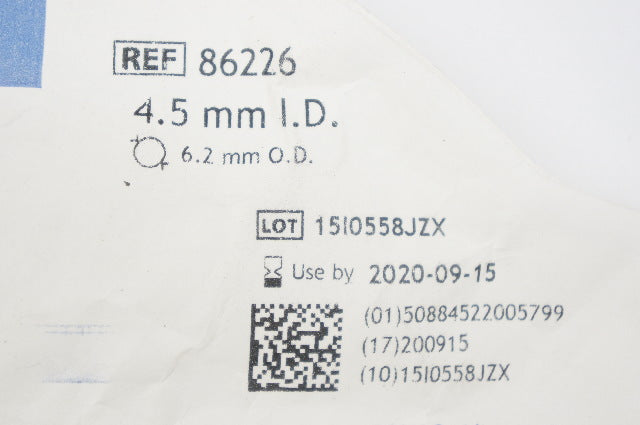 REF 86226
4.5 mm I.D.
6.2 mm O.D.
LOT 15I0558JZX
Use by 2020-09-15
(01)50884522005799
(17)200915
(10)15I0558JZX